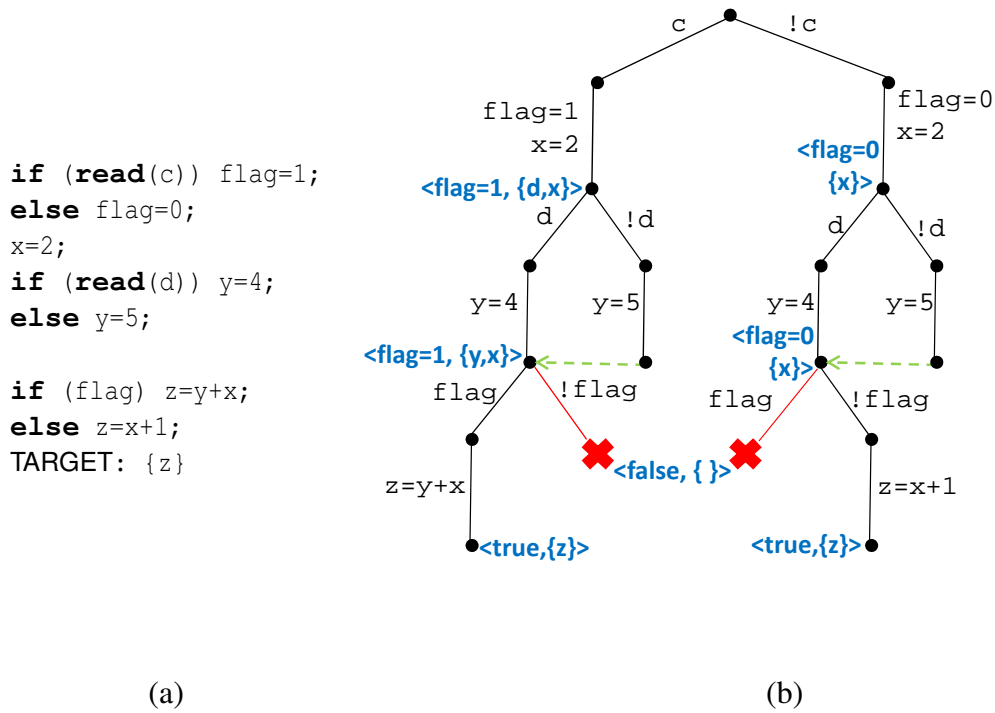 c !c
flag=1
x=2
flag=0
x=2
if (read(c)) flag=1;
else flag=0;
x=2;
if (read(d)) y=4;
else y=5;
if (flag) z=y+x;
else z=x+1;
TARGET: {z}
<flag=1, {d,x}>
<flag=0
{x}>
d !d
d !d
y=4 y=5
y=4 y=5
<flag=1, {y,x}>
<flag=0
{x}>
flag !flag
flag !flag
<false, { }>
z=y+x
z=x+1
<true,{z}>
<true,{z}>
(a)
(b)